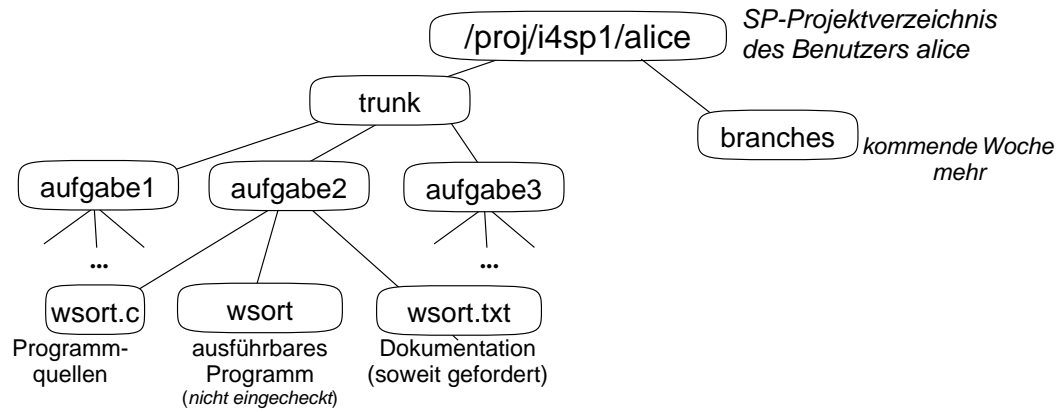 /proj/i4sp1/alice
SP-Projektverzeichnis
des Benutzers alice
trunk
branches
kommende Woche
mehr
aufgabe1
aufgabe2
aufgabe3
...
...
wsort.c
wsort
wsort.txt
Programm-
quellen
ausführbares
Programm
(nicht eingecheckt)
Dokumentation
(soweit gefordert)